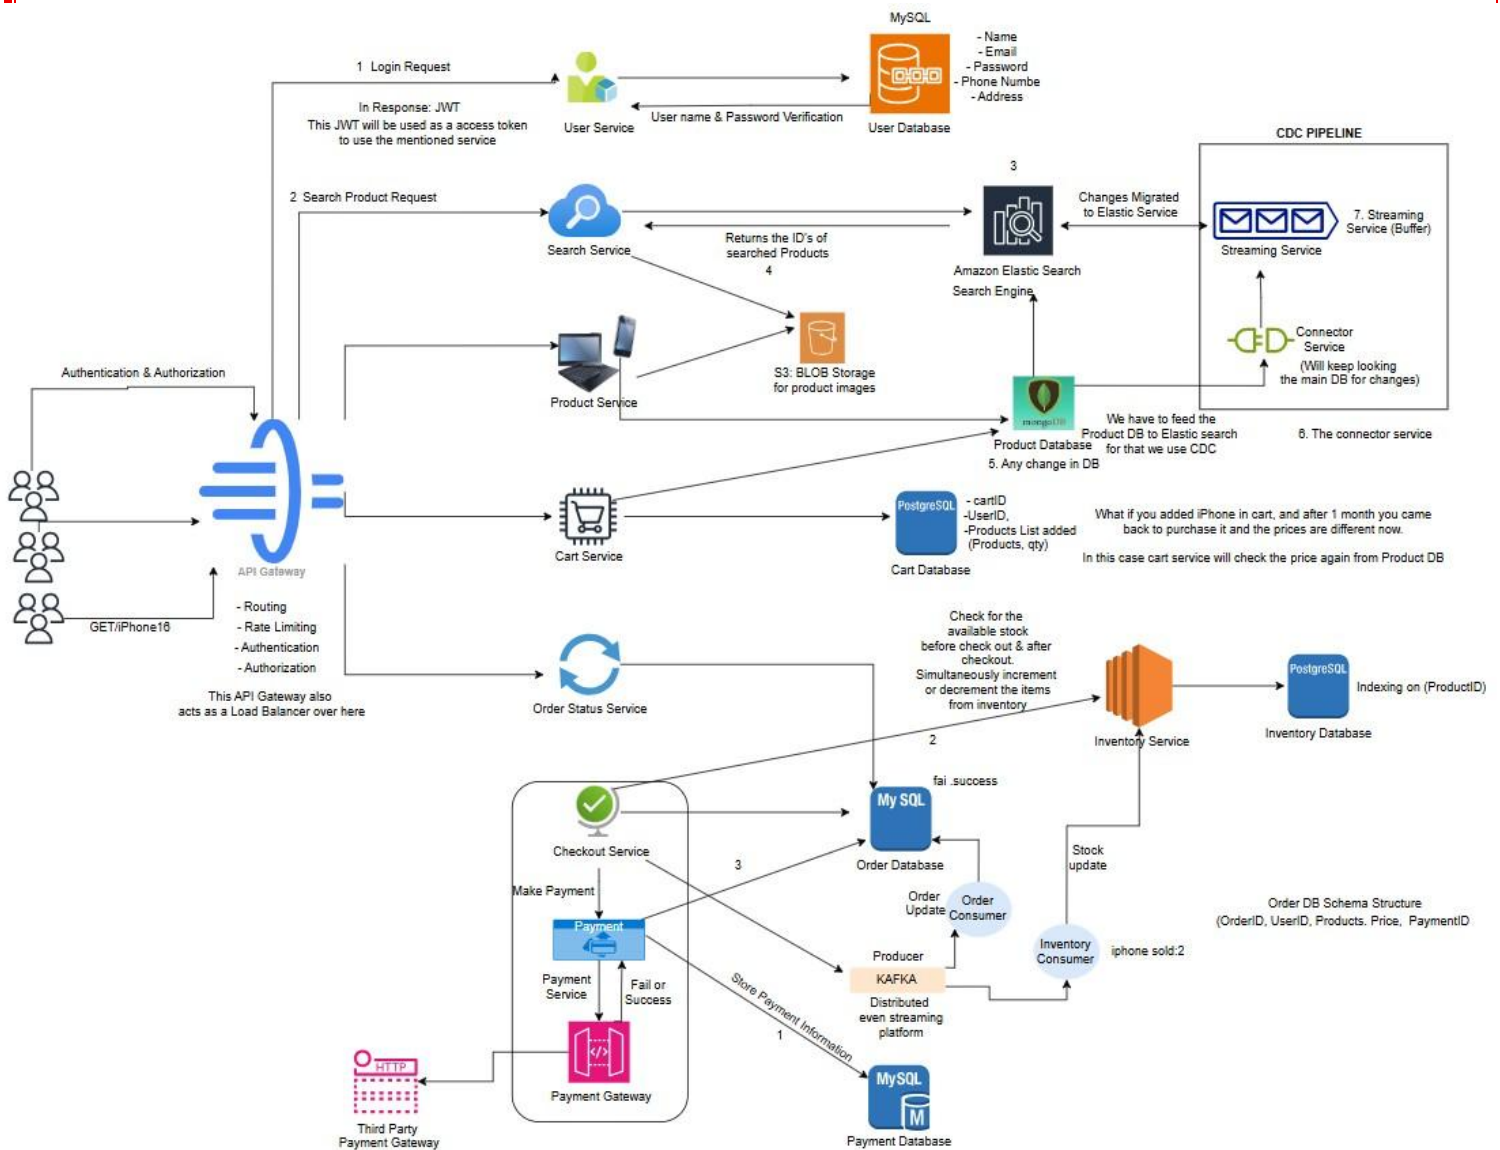 MySQL
- Name
- Email
- Password
- Phone Numbe
- Address
1 Login Request
In Response: JWT
This JWT will be used as a access token
to use the mentioned service
User Service
User name & Password Verification
User Database
CDC PIPELINE
2 Search Product Request
Search Service
Returns the ID's of
searched Products
4
3
Amazon Elastic Search
Search Engine
Changes Migrated
to Elastic Service
7. Streaming
Service (Buffer)
Streaming Service
Connector
Service
(Will keep looking
the main DB for changes)
6. The connector service
S3: BLOB Storage
for product images
Product Service
mongoDB
Product Database
5. Any change in DB
We have to feed the
Product DB to Elastic search
for that we use CDC
Authentication & Authorization
API Gateway
GET/iPhone16
- Routing
- Rate Limiting
- Authentication
- Authorization
This API Gateway also
acts as a Load Balancer over here
Cart Service
PostgreSQL
- cartID
-UserID,
-Products List added
(Products, qty)
Cart Database
What if you added iPhone in cart, and after 1 month you came
back to purchase it and the prices are different now.
In this case cart service will check the price again from Product DB
Order Status Service
Check for the
available stock
before check out & after
checkout.
Simultaneously increment
or decrement the items
from inventory
2
Inventory Service
PostgreSQL
Indexing on (ProductID)
Inventory Database
fai .success
My SQL
Order Database
Checkout Service
Make Payment
3
Payment
Payment
Service
Fail or
Success
Payment Gateway
HTTP
Third Party
Payment Gateway
Store Payment Information
1
MySQL
M
Payment Database
Order
Update
Order
Consumer
Producer
KAFKA
Distributed
even streaming
platform
Stock
update
Inventory
Consumer
iphone sold:2
Order DB Schema Structure
(OrderID, UserID, Products. Price, PaymentID